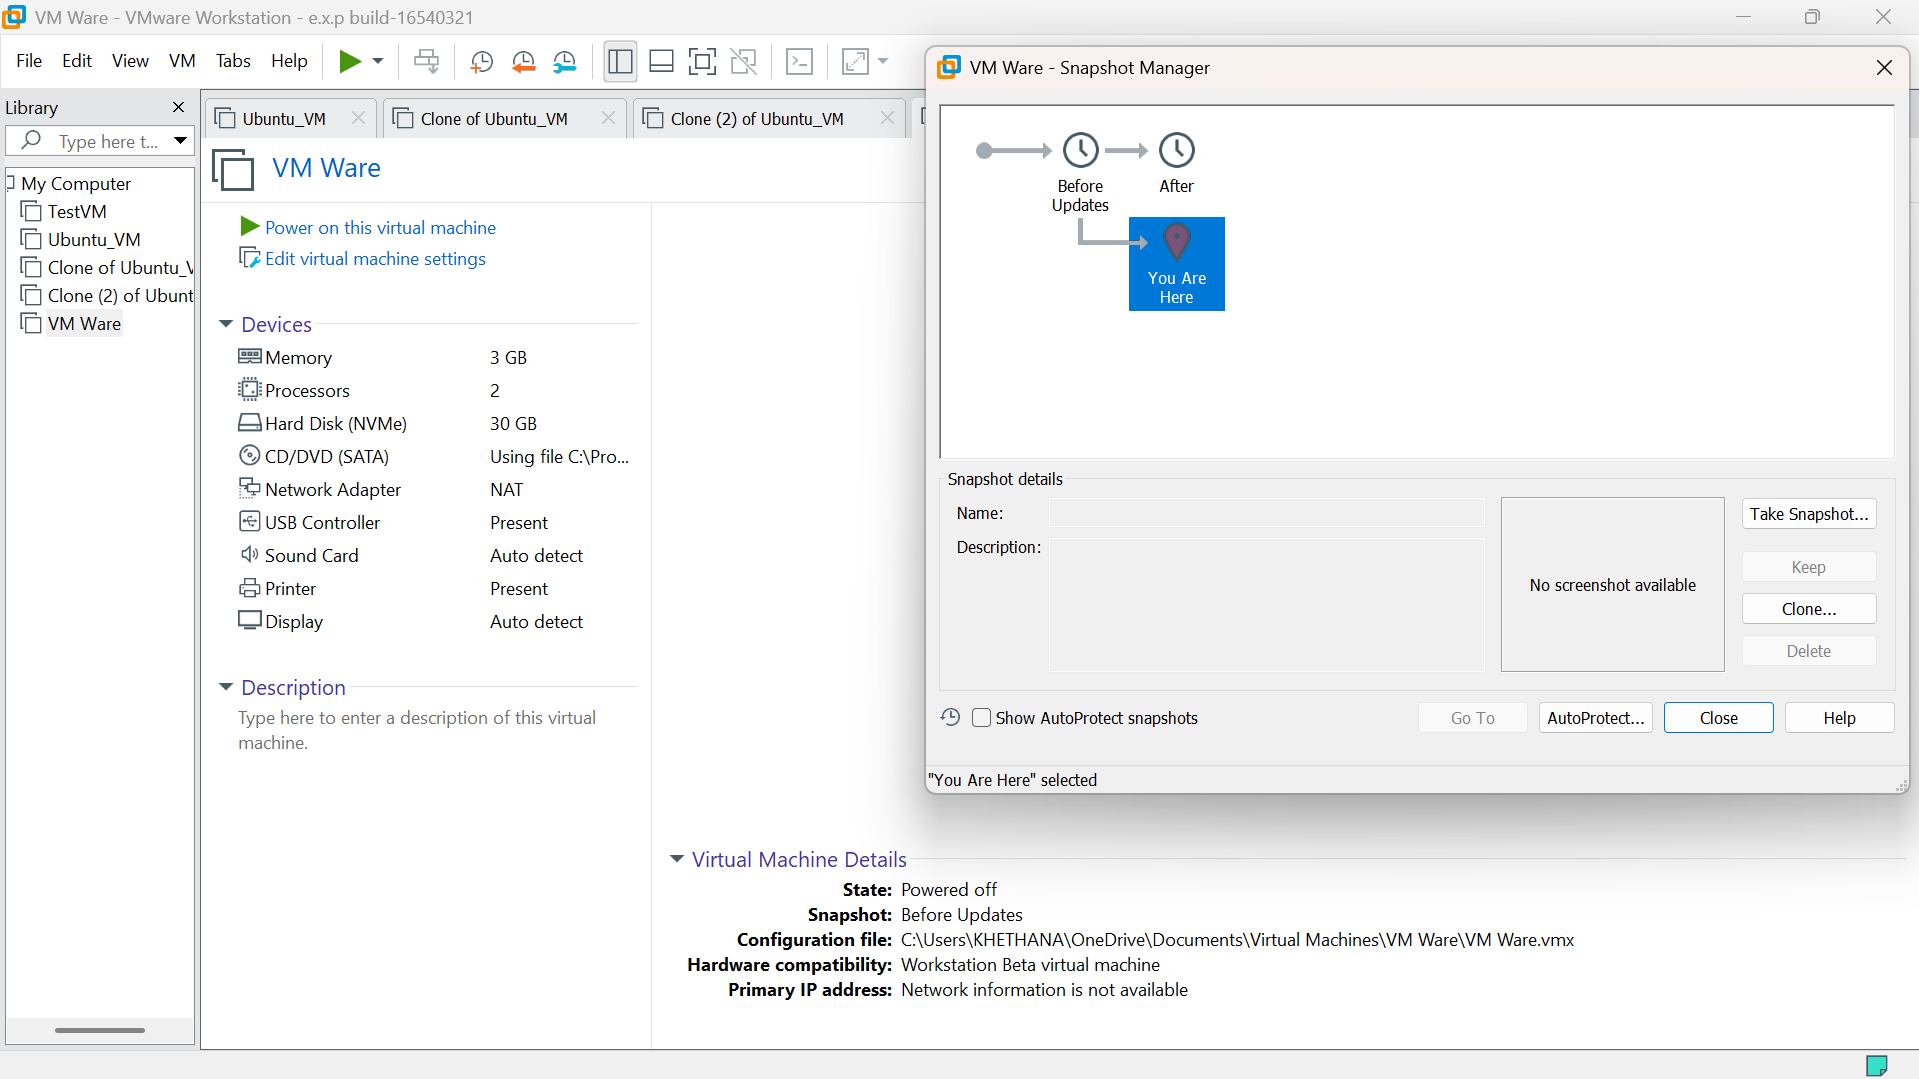 VM Ware - VMware Workstation - e.x.p build-16540321
File Edit View VM Tabs Help
Library
Type here t...
My Computer
TestVM
Ubuntu_VM
Clone of Ubuntu_V
Clone (2) of Ubunt
VM Ware
Ubuntu_VM
Clone of Ubuntu_VM
Clone (2) of Ubuntu_VM
VM Ware
Power on this virtual machine
Edit virtual machine settings
Devices
Memory 3 GB
Processors 2
Hard Disk (NVMe) 30 GB
CD/DVD (SATA) Using file C:\Pro...
Network Adapter NAT
USB Controller Present
Sound Card Auto detect
Printer Present
Display Auto detect
Description
Type here to enter a description of this virtual
machine.
VM Ware - Snapshot Manager
Before
Updates
After
You Are
Here
Snapshot details
Name:
Description:
No screenshot available
Take Snapshot...
Keep
Clone...
Delete
Show AutoProtect snapshots
Go To
AutoProtect...
Close
Help
"You Are Here" selected
Virtual Machine Details
State: Powered off
Snapshot: Before Updates
Configuration file: C:\Users\KHETHANA\OneDrive\Documents\Virtual Machines\VM Ware\VM Ware.vmx
Hardware compatibility: Workstation Beta virtual machine
Primary IP address: Network information is not available